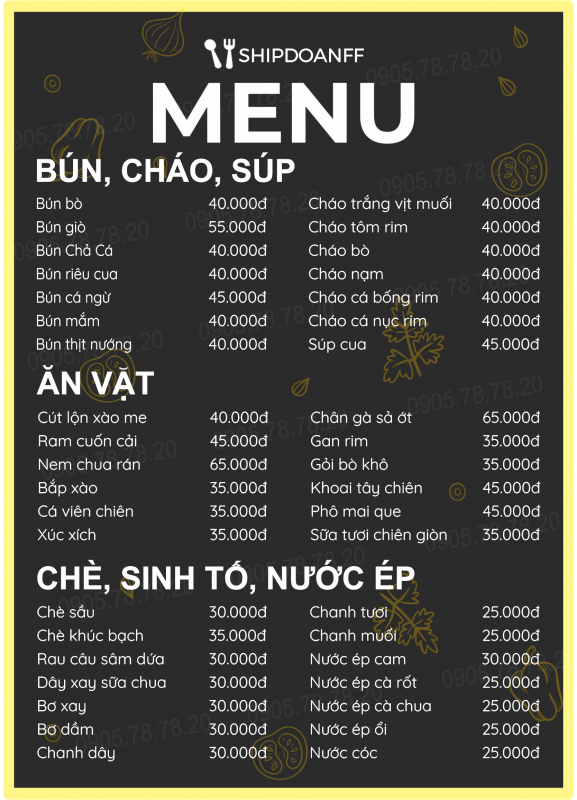 SHIPDOANFF
MENU
BÚN, CHÁO, SÚP
Bún bò 40.000đ
Bún giò 55.000đ
Bún Chả Cá 40.000đ
Bún riêu cua 40.000đ
Bún cá ngừ 45.000đ
Bún mắm 40.000đ
Bún thịt nướng 40.000đ
Cháo trắng vịt muối 40.000đ
Cháo tôm rim 40.000đ
Cháo bò 40.000đ
Cháo nạm 40.000đ
Cháo cá bống rim 40.000đ
Cháo cá nục rim 40.000đ
Súp cua 45.000đ
ĂN VẶT
Cút lộn xào me 40.000đ
Ram cuốn cải 45.000đ
Nem chua rán 65.000đ
Bắp xào 35.000đ
Cá viên chiên 35.000đ
Xúc xích 35.000đ
Chân gà sả ớt 65.000đ
Gan rim 35.000đ
Gỏi bò khô 35.000đ
Khoai tây chiên 45.000đ
Phô mai que 45.000đ
Sữa tươi chiên giòn 35.000đ
CHÈ, SINH TỐ, NƯỚC ÉP
Chè sầu 30.000đ
Chè khúc bạch 35.000đ
Rau câu sâm dứa 30.000đ
Dây xay sữa chua 30.000đ
Bơ xay 30.000đ
Bơ dầm 30.000đ
Chanh dây 30.000đ
Chanh tươi 25.000đ
Chanh muối 25.000đ
Nước ép cam 30.000đ
Nước ép cà rốt 25.000đ
Nước ép cà chua 25.000đ
Nước ép ổi 25.000đ
Nước cóc 25.000đ
0905.78.78.20